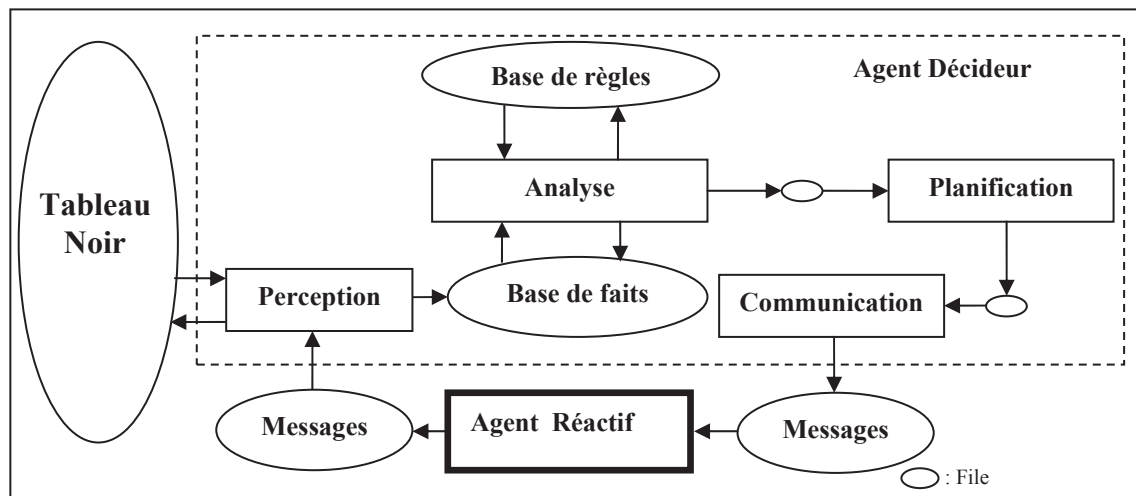 Base de règles
Agent Décideur
Analyse
Planification
Tableau
Noir
Perception
Base de faits
Communication
Messages
Agent Réactif
Messages
: File